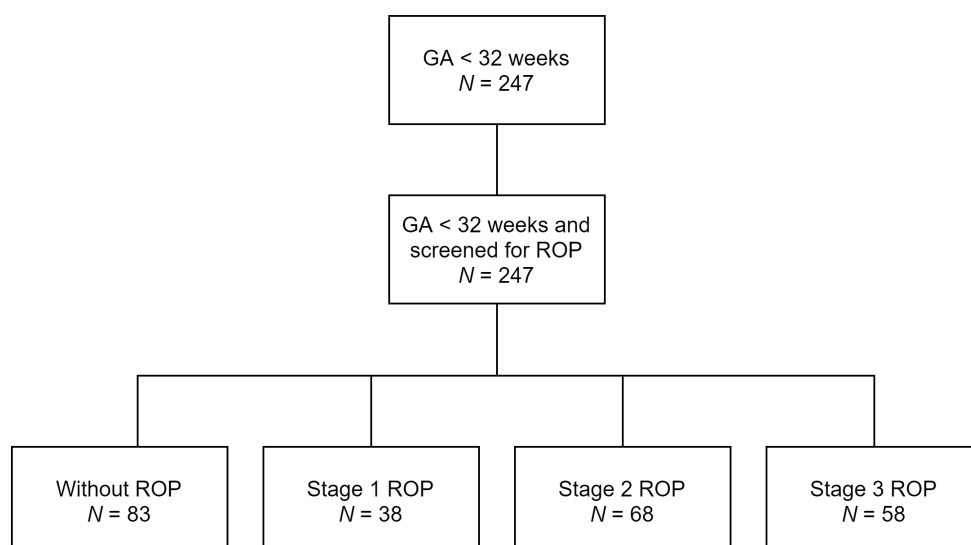 GA < 32 weeks
N = 247
GA < 32 weeks and
screened for ROP
N = 247
Without ROP
N = 83
Stage 1 ROP
N = 38
Stage 2 ROP
N = 68
Stage 3 ROP
N = 58